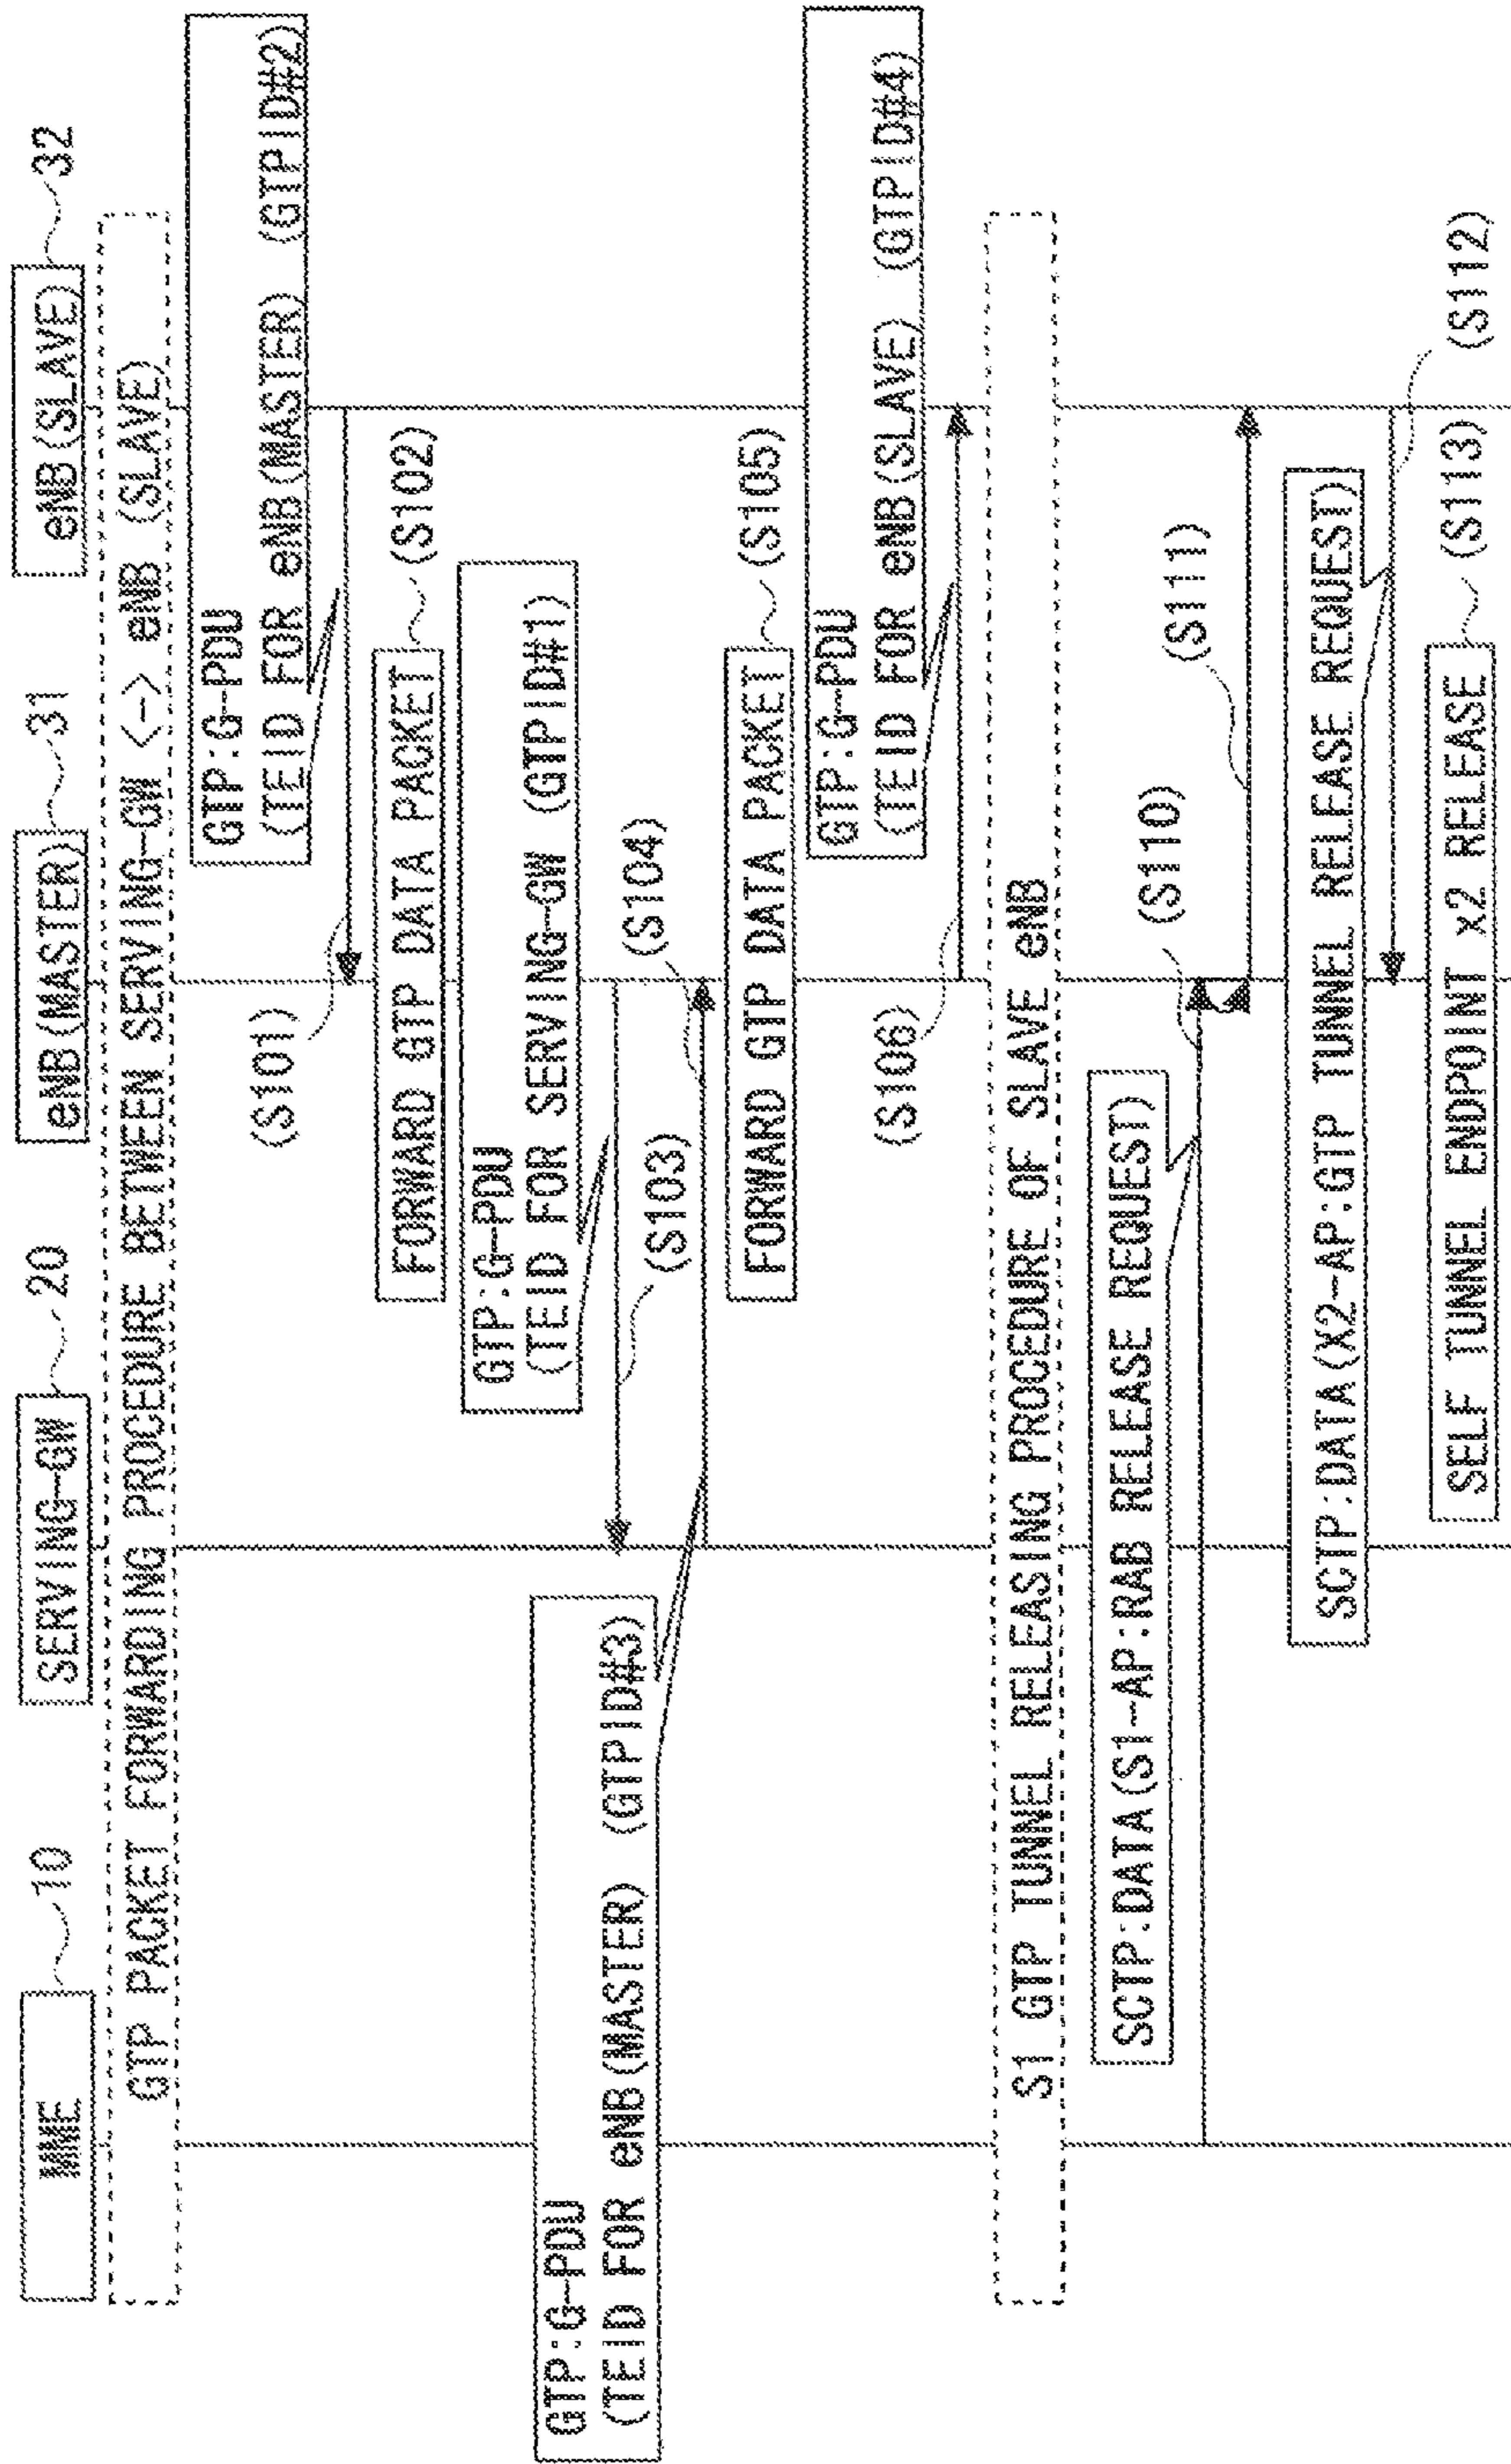 MME
10
SERVING-GW
20
eNB(MASTER)
31
eNB(SLAVE)
32
GTP PACKET FORWARDING PROCEDURE BETWEEN SERVING-GW <-> eNB (SLAVE)
GTP:G-PDU
(TEID FOR eNB(MASTER) (GTPID#2)
(S101)
FORWARD GTP DATA PACKET
(S102)
GTP:G-PDU
(TEID FOR SERVING-GW (GTPID#1)
(S103)
GTP:G-PDU
(TEID FOR eNB(MASTER) (GTPID#3)
(S104)
FORWARD GTP DATA PACKET
(S105)
GTP:G-PDU
(TEID FOR eNB(SLAVE) (GTPID#4)
(S106)
S1 GTP TUNNEL RELEASING PROCEDURE OF SLAVE eNB
SCTP:DATA(S1-AP:RAB RELEASE REQUEST)
(S110)
(S111)
SCTP:DATA(X2-AP:GTP TUNNEL RELEASE REQUEST)
(S112)
SELF TUNNEL ENDPOINT x2 RELEASE
(S113)